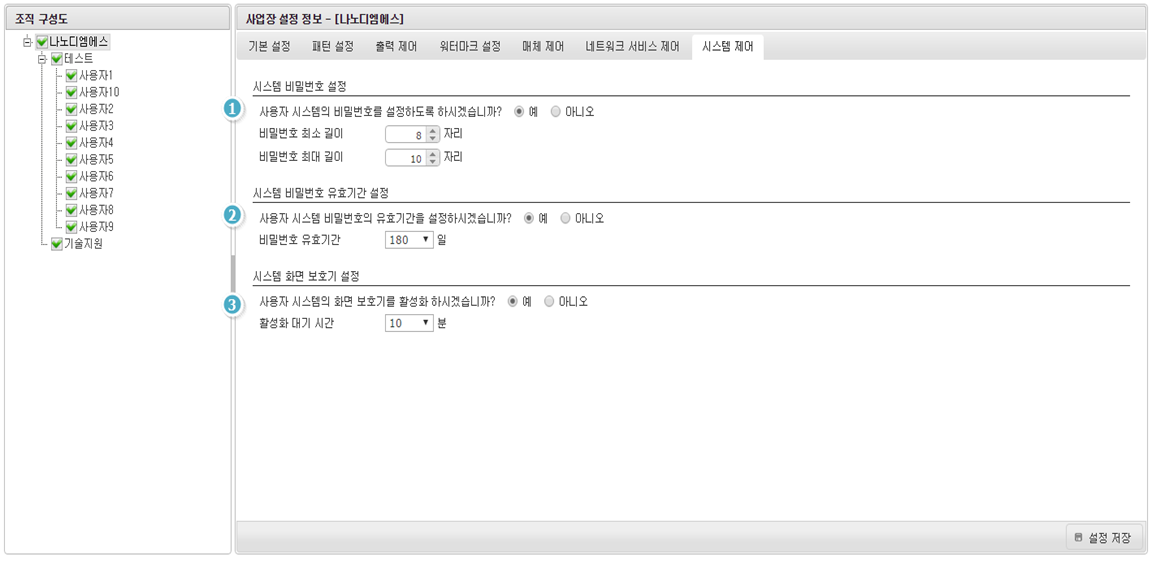 조직 구성도
나노디엠에스
테스트
사용자1
사용자10
사용자2
사용자3
사용자4
사용자5
사용자6
사용자7
사용자8
사용자9
기술지원
사업장 설정 정보 - [나노디엠에스]
기본 설정 패턴 설정 출력 제어 워터마크 설정 매체 제어 네트워크 서비스 제어 시스템 제어
시스템 비밀번호 설정
1 사용자 시스템의 비밀번호를 설정하도록 하시겠습니까? 예 아니오
비밀번호 최소 길이 8 자리
비밀번호 최대 길이 10 자리
시스템 비밀번호 유효기간 설정
2 사용자 시스템 비밀번호의 유효기간을 설정하시겠습니까? 예 아니오
비밀번호 유효기간 180 일
시스템 화면 보호기 설정
3 사용자 시스템의 화면 보호기를 활성화 하시겠습니까? 예 아니오
활성화 대기 시간 10 분
설정 저장